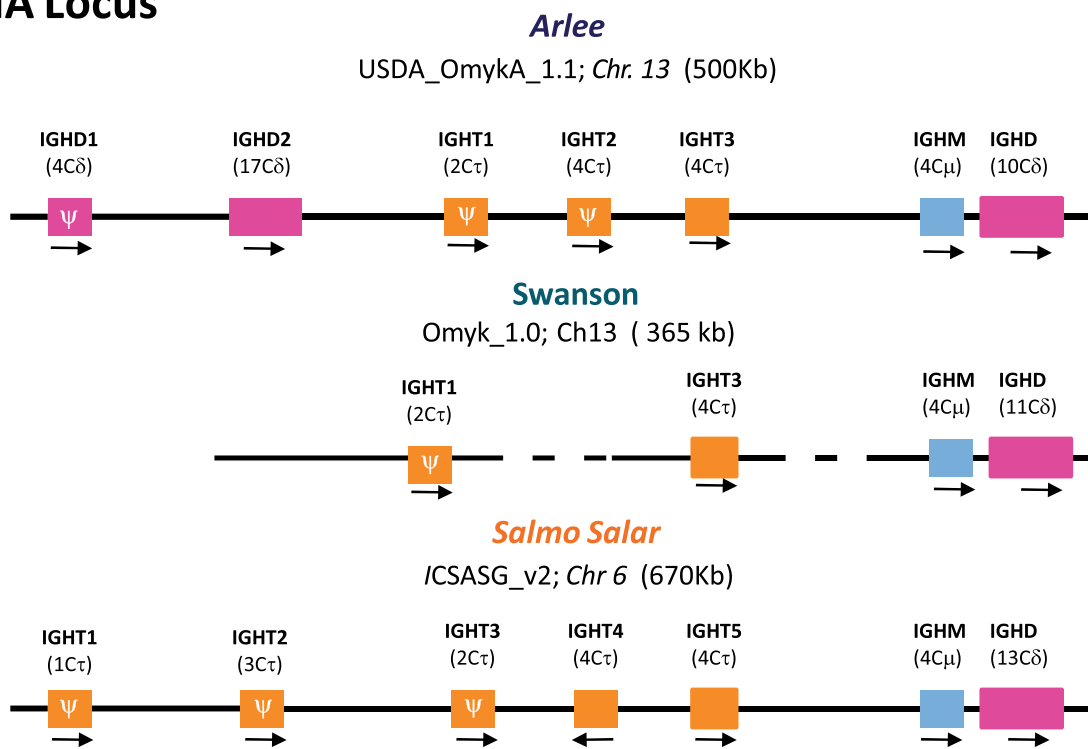 IA Locus
Arlee
USDA_OmykA_1.1; Chr. 13 (500Kb)
IGHD1 IGHD2 IGHT1 IGHT2 IGHT3 IGHM IGHD
(4Cδ) (17Cδ) (2Cτ) (4Cτ) (4Cτ) (4Cμ) (10Cδ)
ψ ψ ψ
Swanson
Omyk_1.0; Ch13 ( 365 kb)
IGHT1 IGHT3 IGHM IGHD
(2Cτ) (4Cτ) (4Cμ) (11Cδ)
ψ
Salmo Salar
ICSASG_v2; Chr 6 (670Kb)
IGHT1 IGHT2 IGHT3 IGHT4 IGHT5 IGHM IGHD
(1Cτ) (3Cτ) (2Cτ) (4Cτ) (4Cτ) (4Cμ) (13Cδ)
ψ ψ ψ